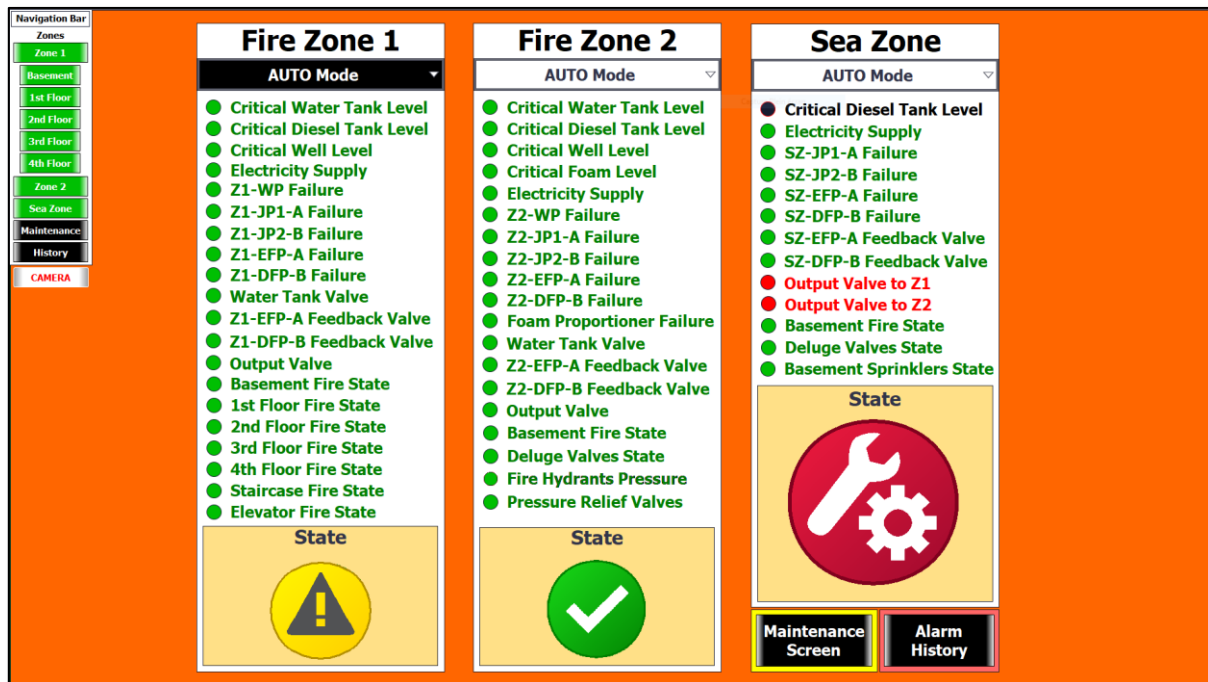 Navigation Bar
Zones
Zone 1
Basement
1st Floor
2nd Floor
3rd Floor
4th Floor
Zone 2
Sea Zone
Maintenance
History
CAMERA
Fire Zone 1
AUTO Mode
Critical Water Tank Level
Critical Diesel Tank Level
Critical Well Level
Electricity Supply
Z1-WP Failure
Z1-JP1-A Failure
Z1-JP2-B Failure
Z1-EFP-A Failure
Z1-DFP-B Failure
Water Tank Valve
Z1-EFP-A Feedback Valve
Z1-DFP-B Feedback Valve
Output Valve
Basement Fire State
1st Floor Fire State
2nd Floor Fire State
3rd Floor Fire State
4th Floor Fire State
Staircase Fire State
Elevator Fire State
State
Fire Zone 2
AUTO Mode
Critical Water Tank Level
Critical Diesel Tank Level
Critical Well Level
Critical Foam Level
Electricity Supply
Z2-WP Failure
Z2-JP1-A Failure
Z2-JP2-B Failure
Z2-EFP-A Failure
Z2-DFP-B Failure
Foam Proportioner Failure
Water Tank Valve
Z2-EFP-A Feedback Valve
Z2-DFP-B Feedback Valve
Output Valve
Basement Fire State
Deluge Valves State
Fire Hydrants Pressure
Pressure Relief Valves
State
Sea Zone
AUTO Mode
Critical Diesel Tank Level
Electricity Supply
SZ-JP1-A Failure
SZ-JP2-B Failure
SZ-EFP-A Failure
SZ-DFP-B Failure
SZ-EFP-A Feedback Valve
SZ-DFP-B Feedback Valve
Output Valve to Z1
Output Valve to Z2
Basement Fire State
Deluge Valves State
Basement Sprinklers State
State
Maintenance
Screen
Alarm
History